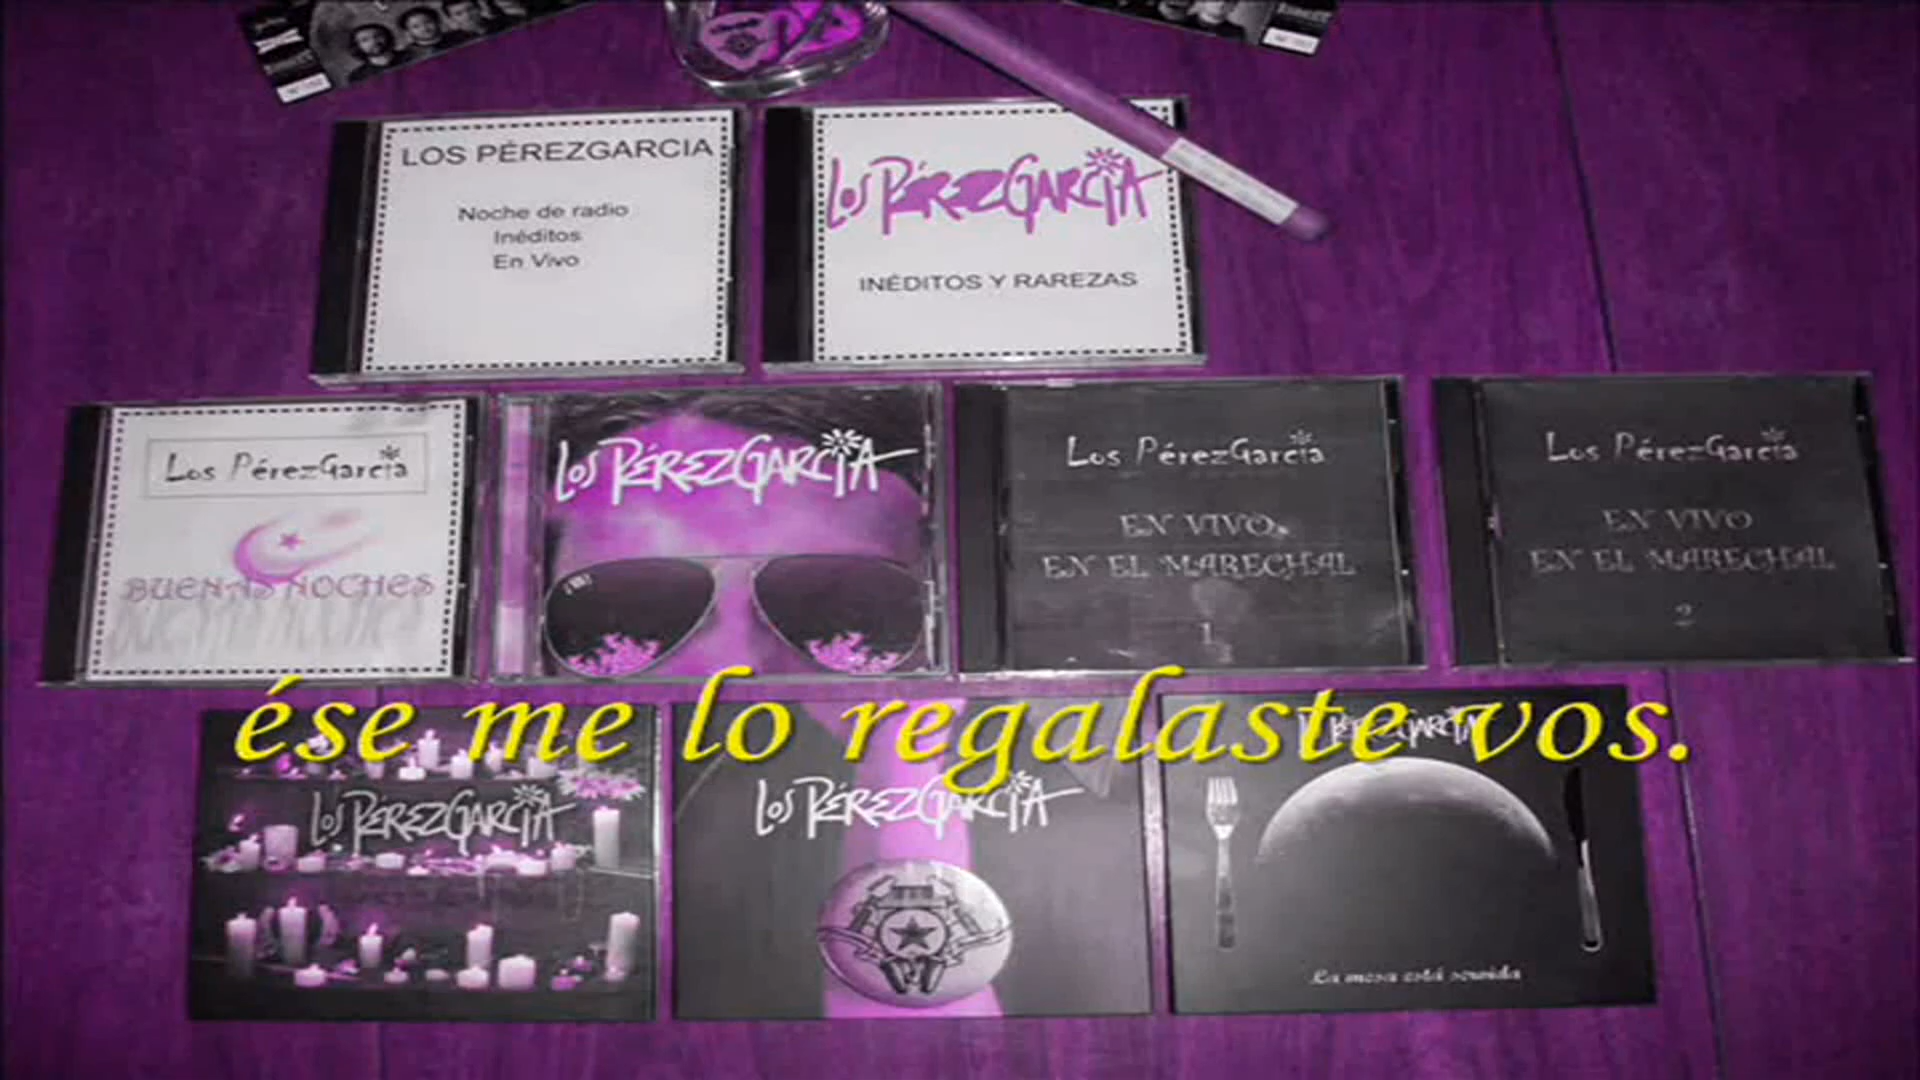 LOS PÉREZGARCIA
Noche de radio
Inéditos
En Vivo
Los PérezGarcía
INÉDITOS Y RAREZAS
Los PérezGarcía
BUENAS NOCHES
Los PérezGarcía
Los PérezGarcía
EN VIVO
EN EL MARECHAL
1
Los PérezGarcía
EN VIVO
EN EL MARECHAL
2
ése me lo regalaste vos.
Los PérezGarcía
Los PérezGarcía
Los PérezGarcía
La mesa está servida